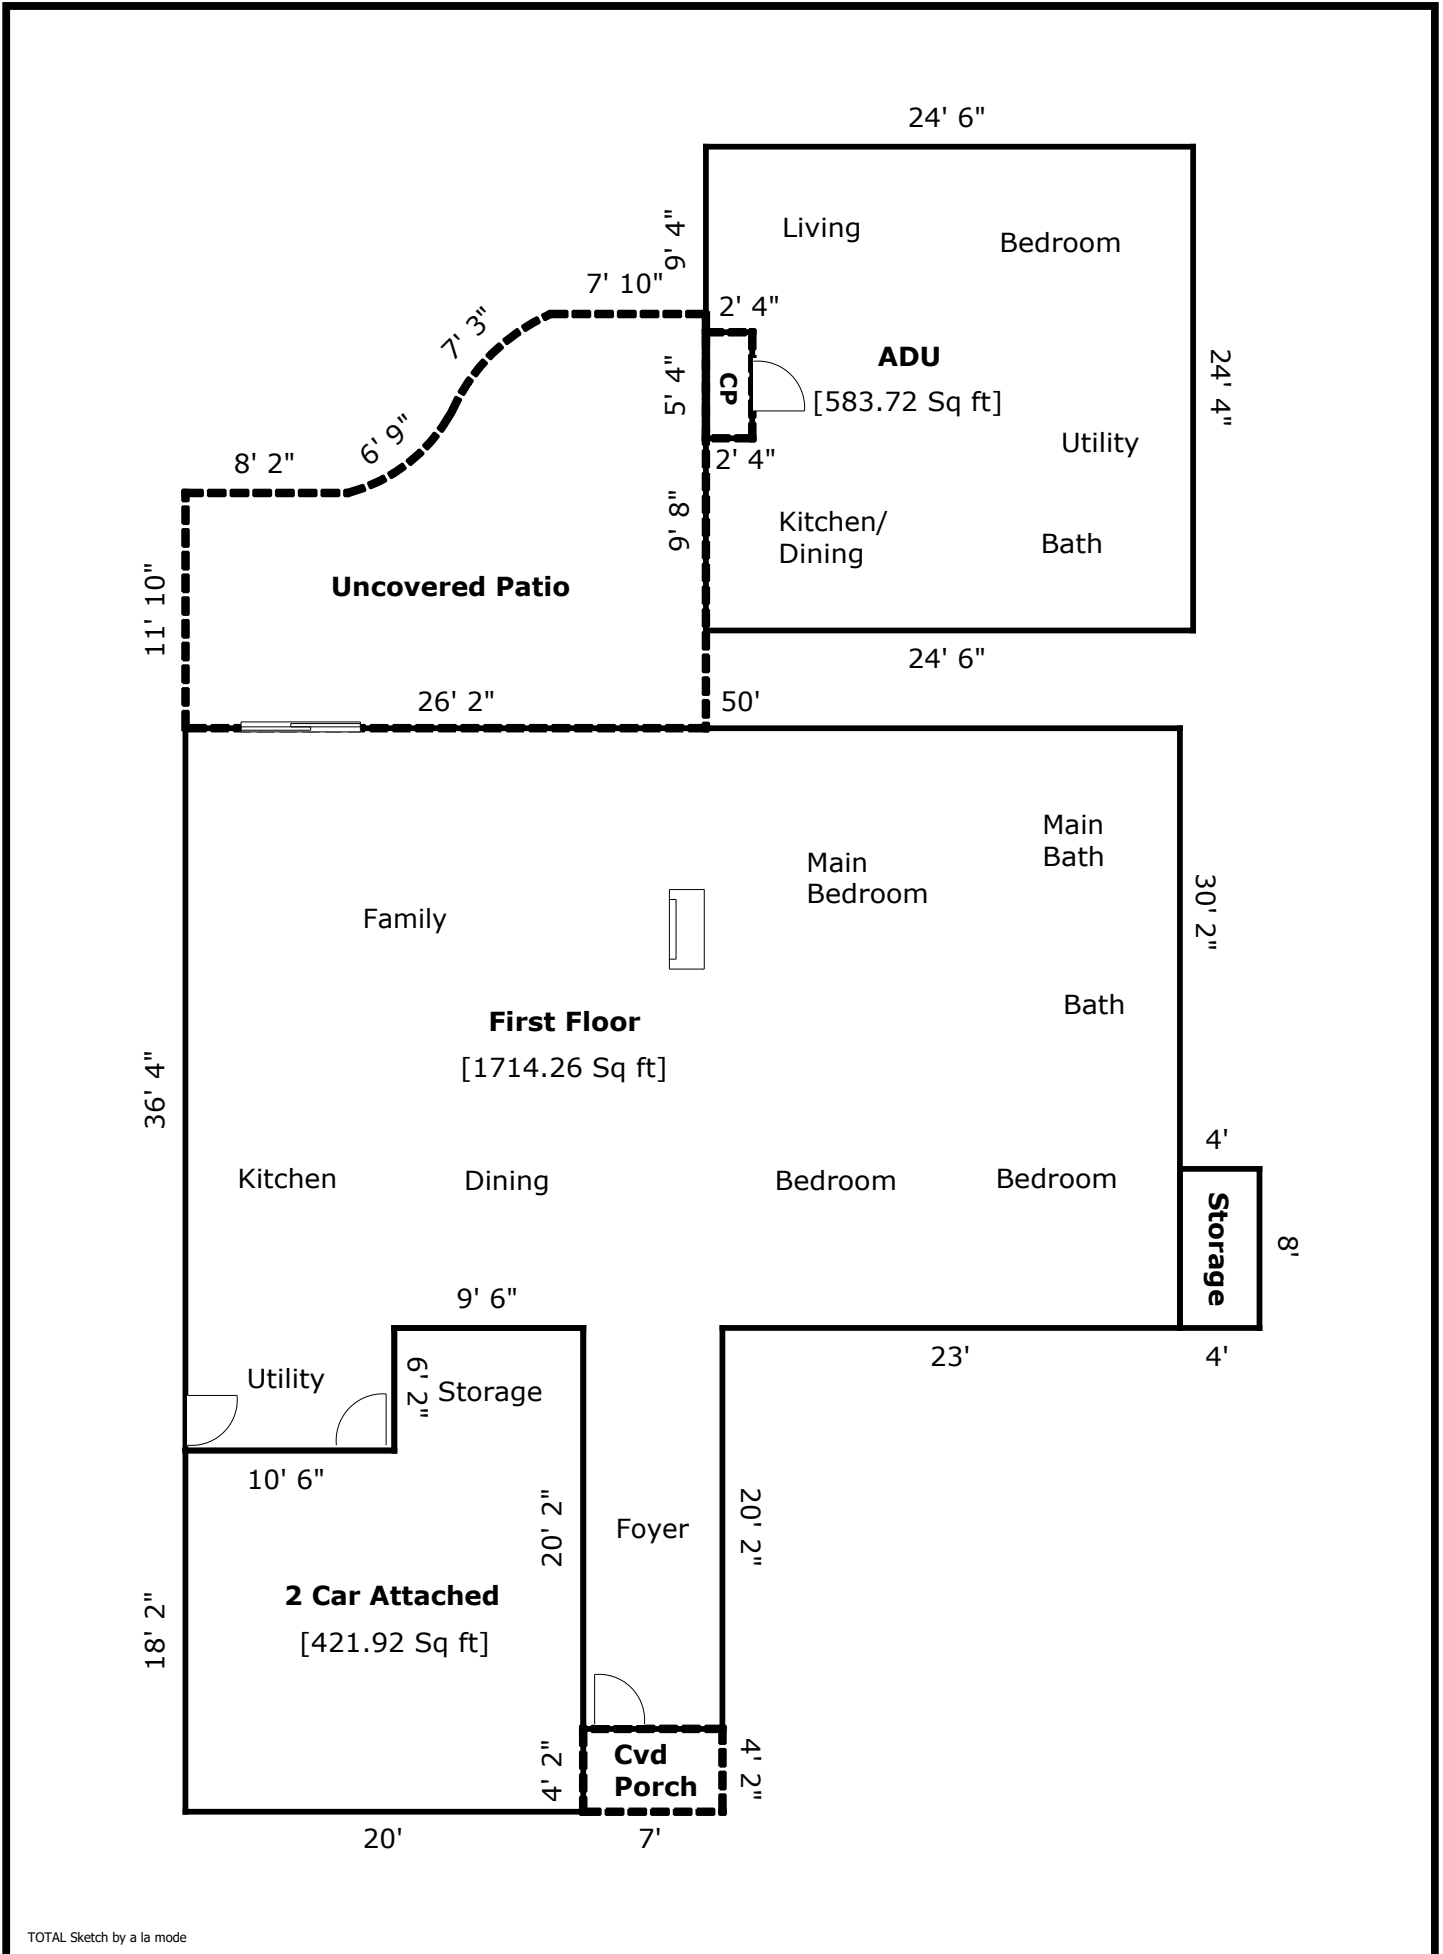 24' 6"
9' 4"
Living
Bedroom
7' 10"
2' 4"
7' 3"
ADU
24' 4"
5' 4"
CP
[583.72 Sq ft]
6' 9"
Utility
8' 2"
2' 4"
9' 8"
Kitchen/
Dining
Bath
Uncovered Patio
11' 10"
24' 6"
26' 2"
50'
Main
Bath
Main
Bedroom
30' 2"
Family
Bath
First Floor
[1714.26 Sq ft]
36' 4"
4'
Kitchen
Dining
Bedroom
Bedroom
Storage
8'
9' 6"
23'
4'
Utility
6' 2"
Storage
10' 6"
20' 2"
Foyer
20' 2"
2 Car Attached
[421.92 Sq ft]
18' 2"
4' 2"
Cvd
Porch
4' 2"
20'
7'
TOTAL Sketch by a la mode